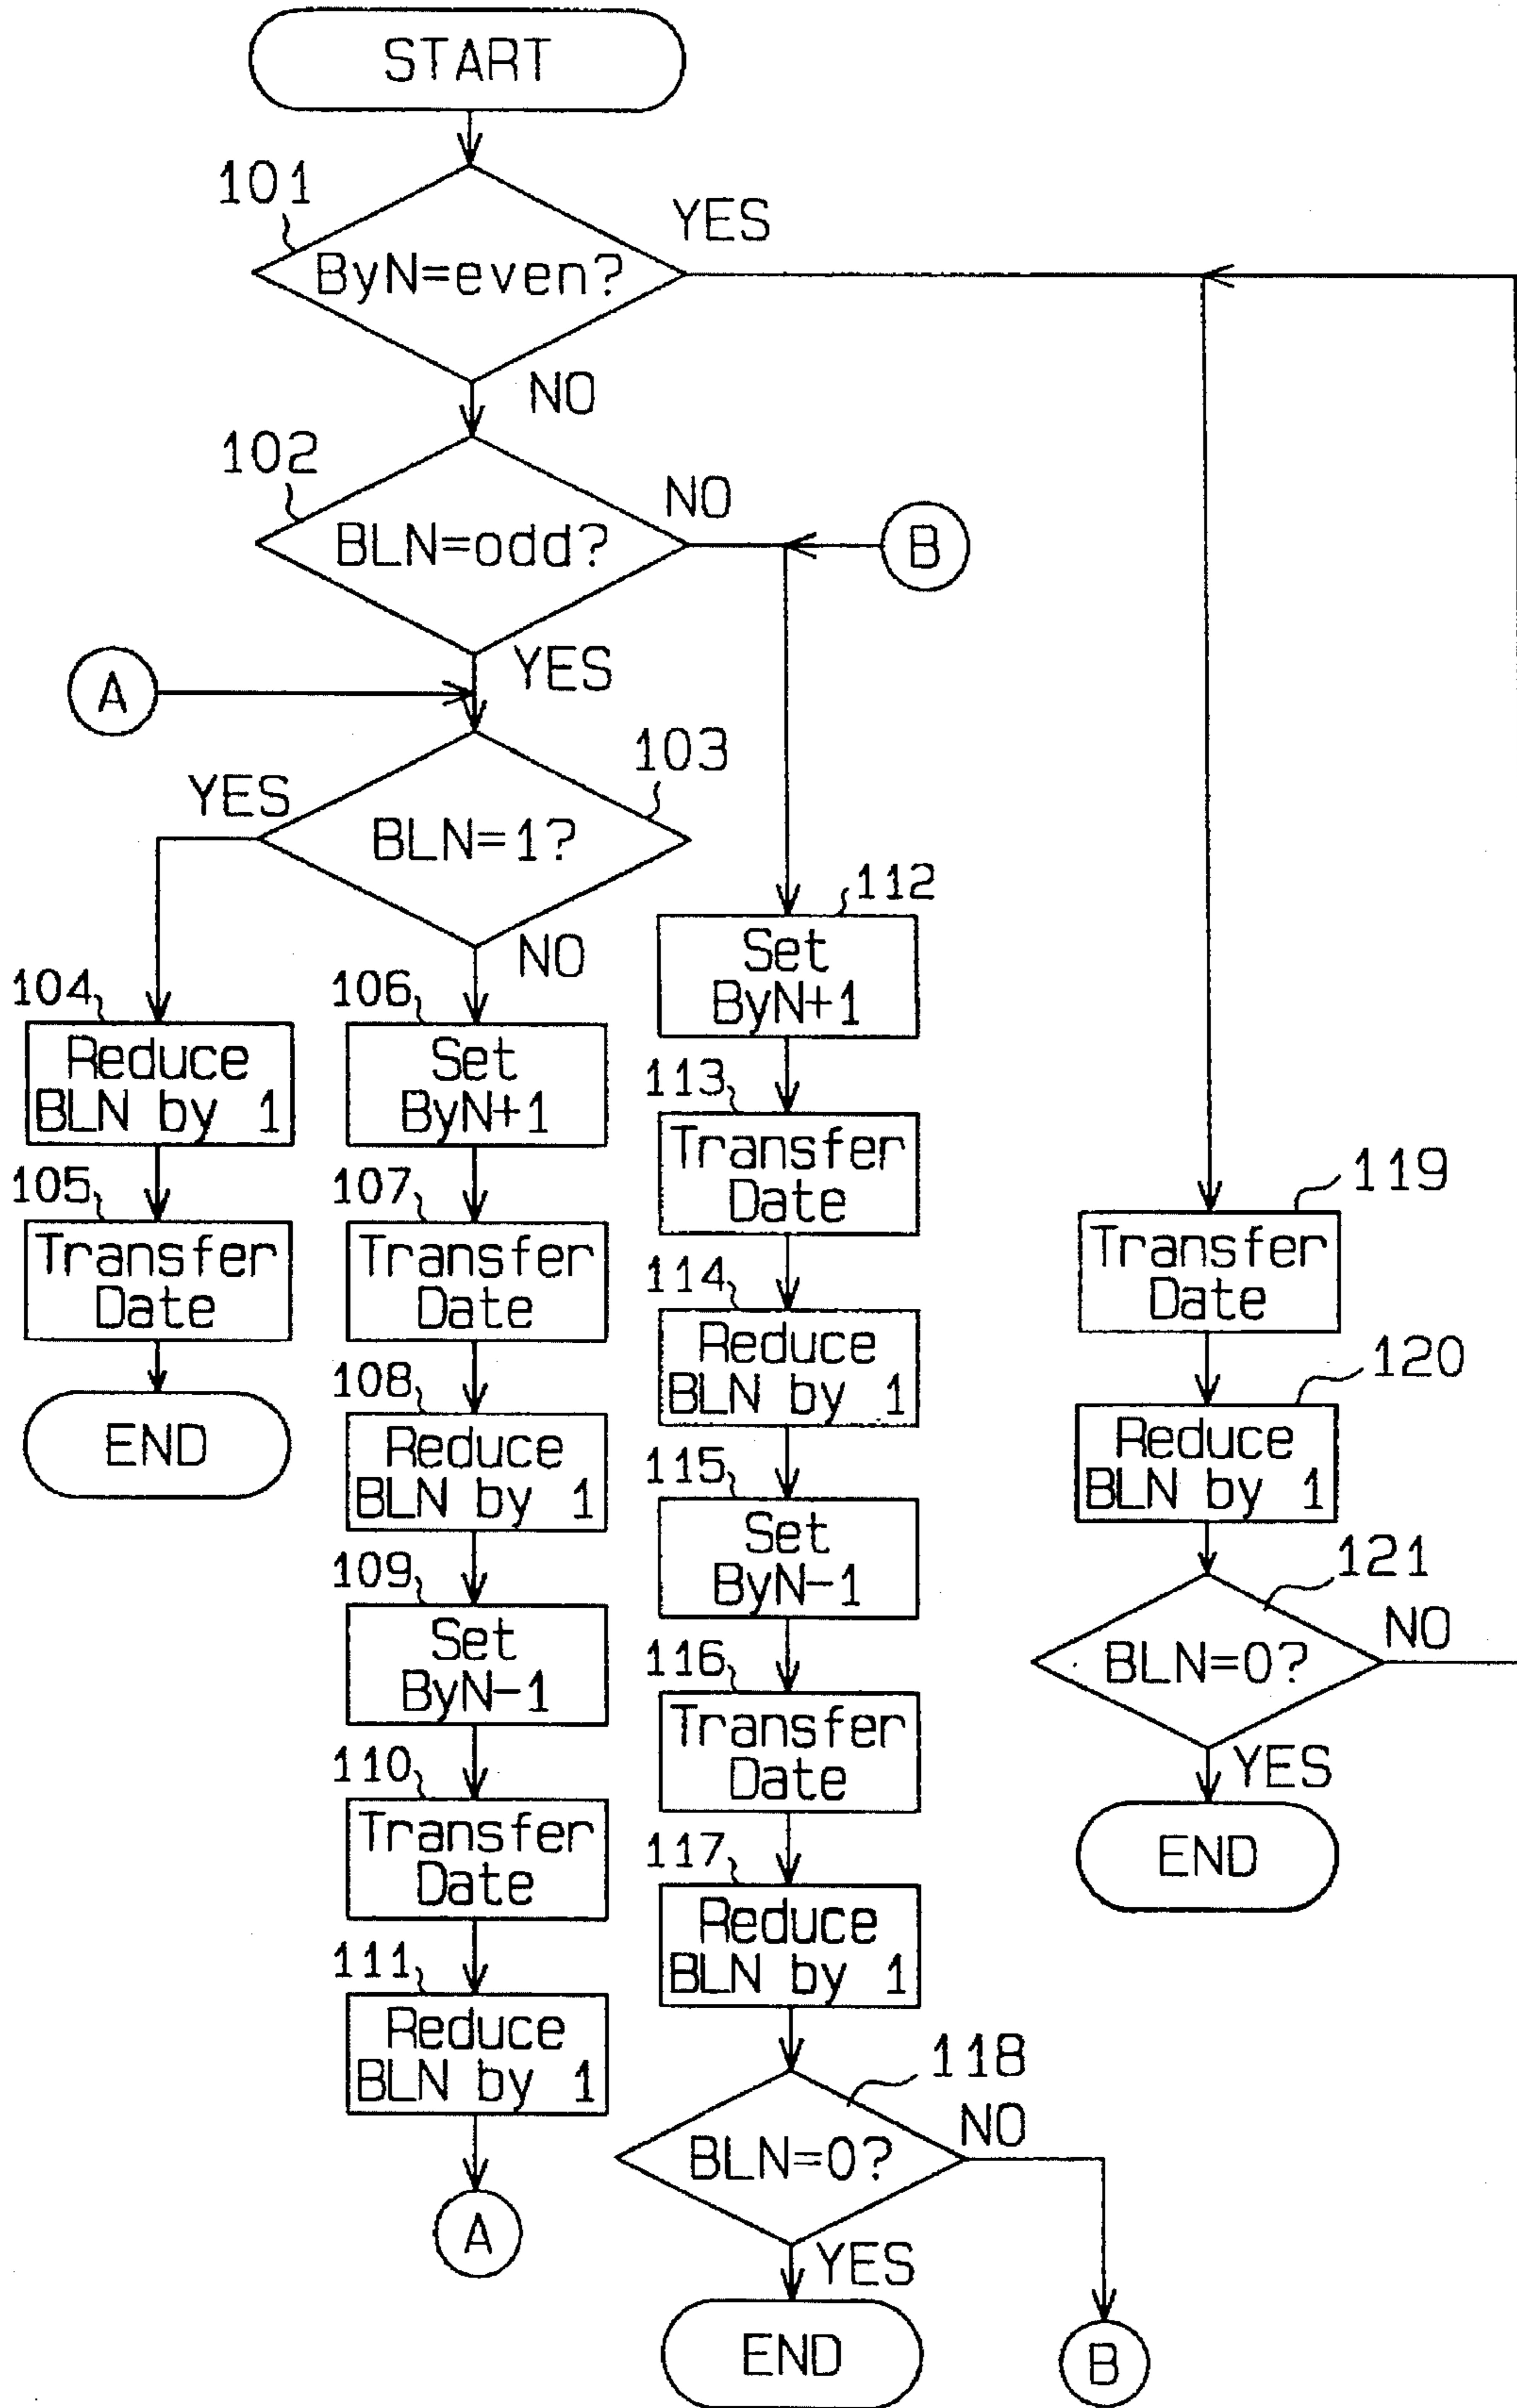 START
101
YES
ByN=even?
NO
102
NO
BLN=odd?
B
YES
A
103
YES
BLN=1?
NO
104
Reduce
BLN by 1
105
Transfer
Date
END
106
Set
ByN+1
107
Transfer
Date
108
Reduce
BLN by 1
109
Set
ByN-1
110
Transfer
Date
111
Reduce
BLN by 1
A
112
Set
ByN+1
113
Transfer
Date
114
Reduce
BLN by 1
115
Set
ByN-1
116
Transfer
Date
117
Reduce
BLN by 1
118
BLN=0?
NO
YES
END
B
119
Transfer
Date
120
Reduce
BLN by 1
121
BLN=0?
NO
YES
END